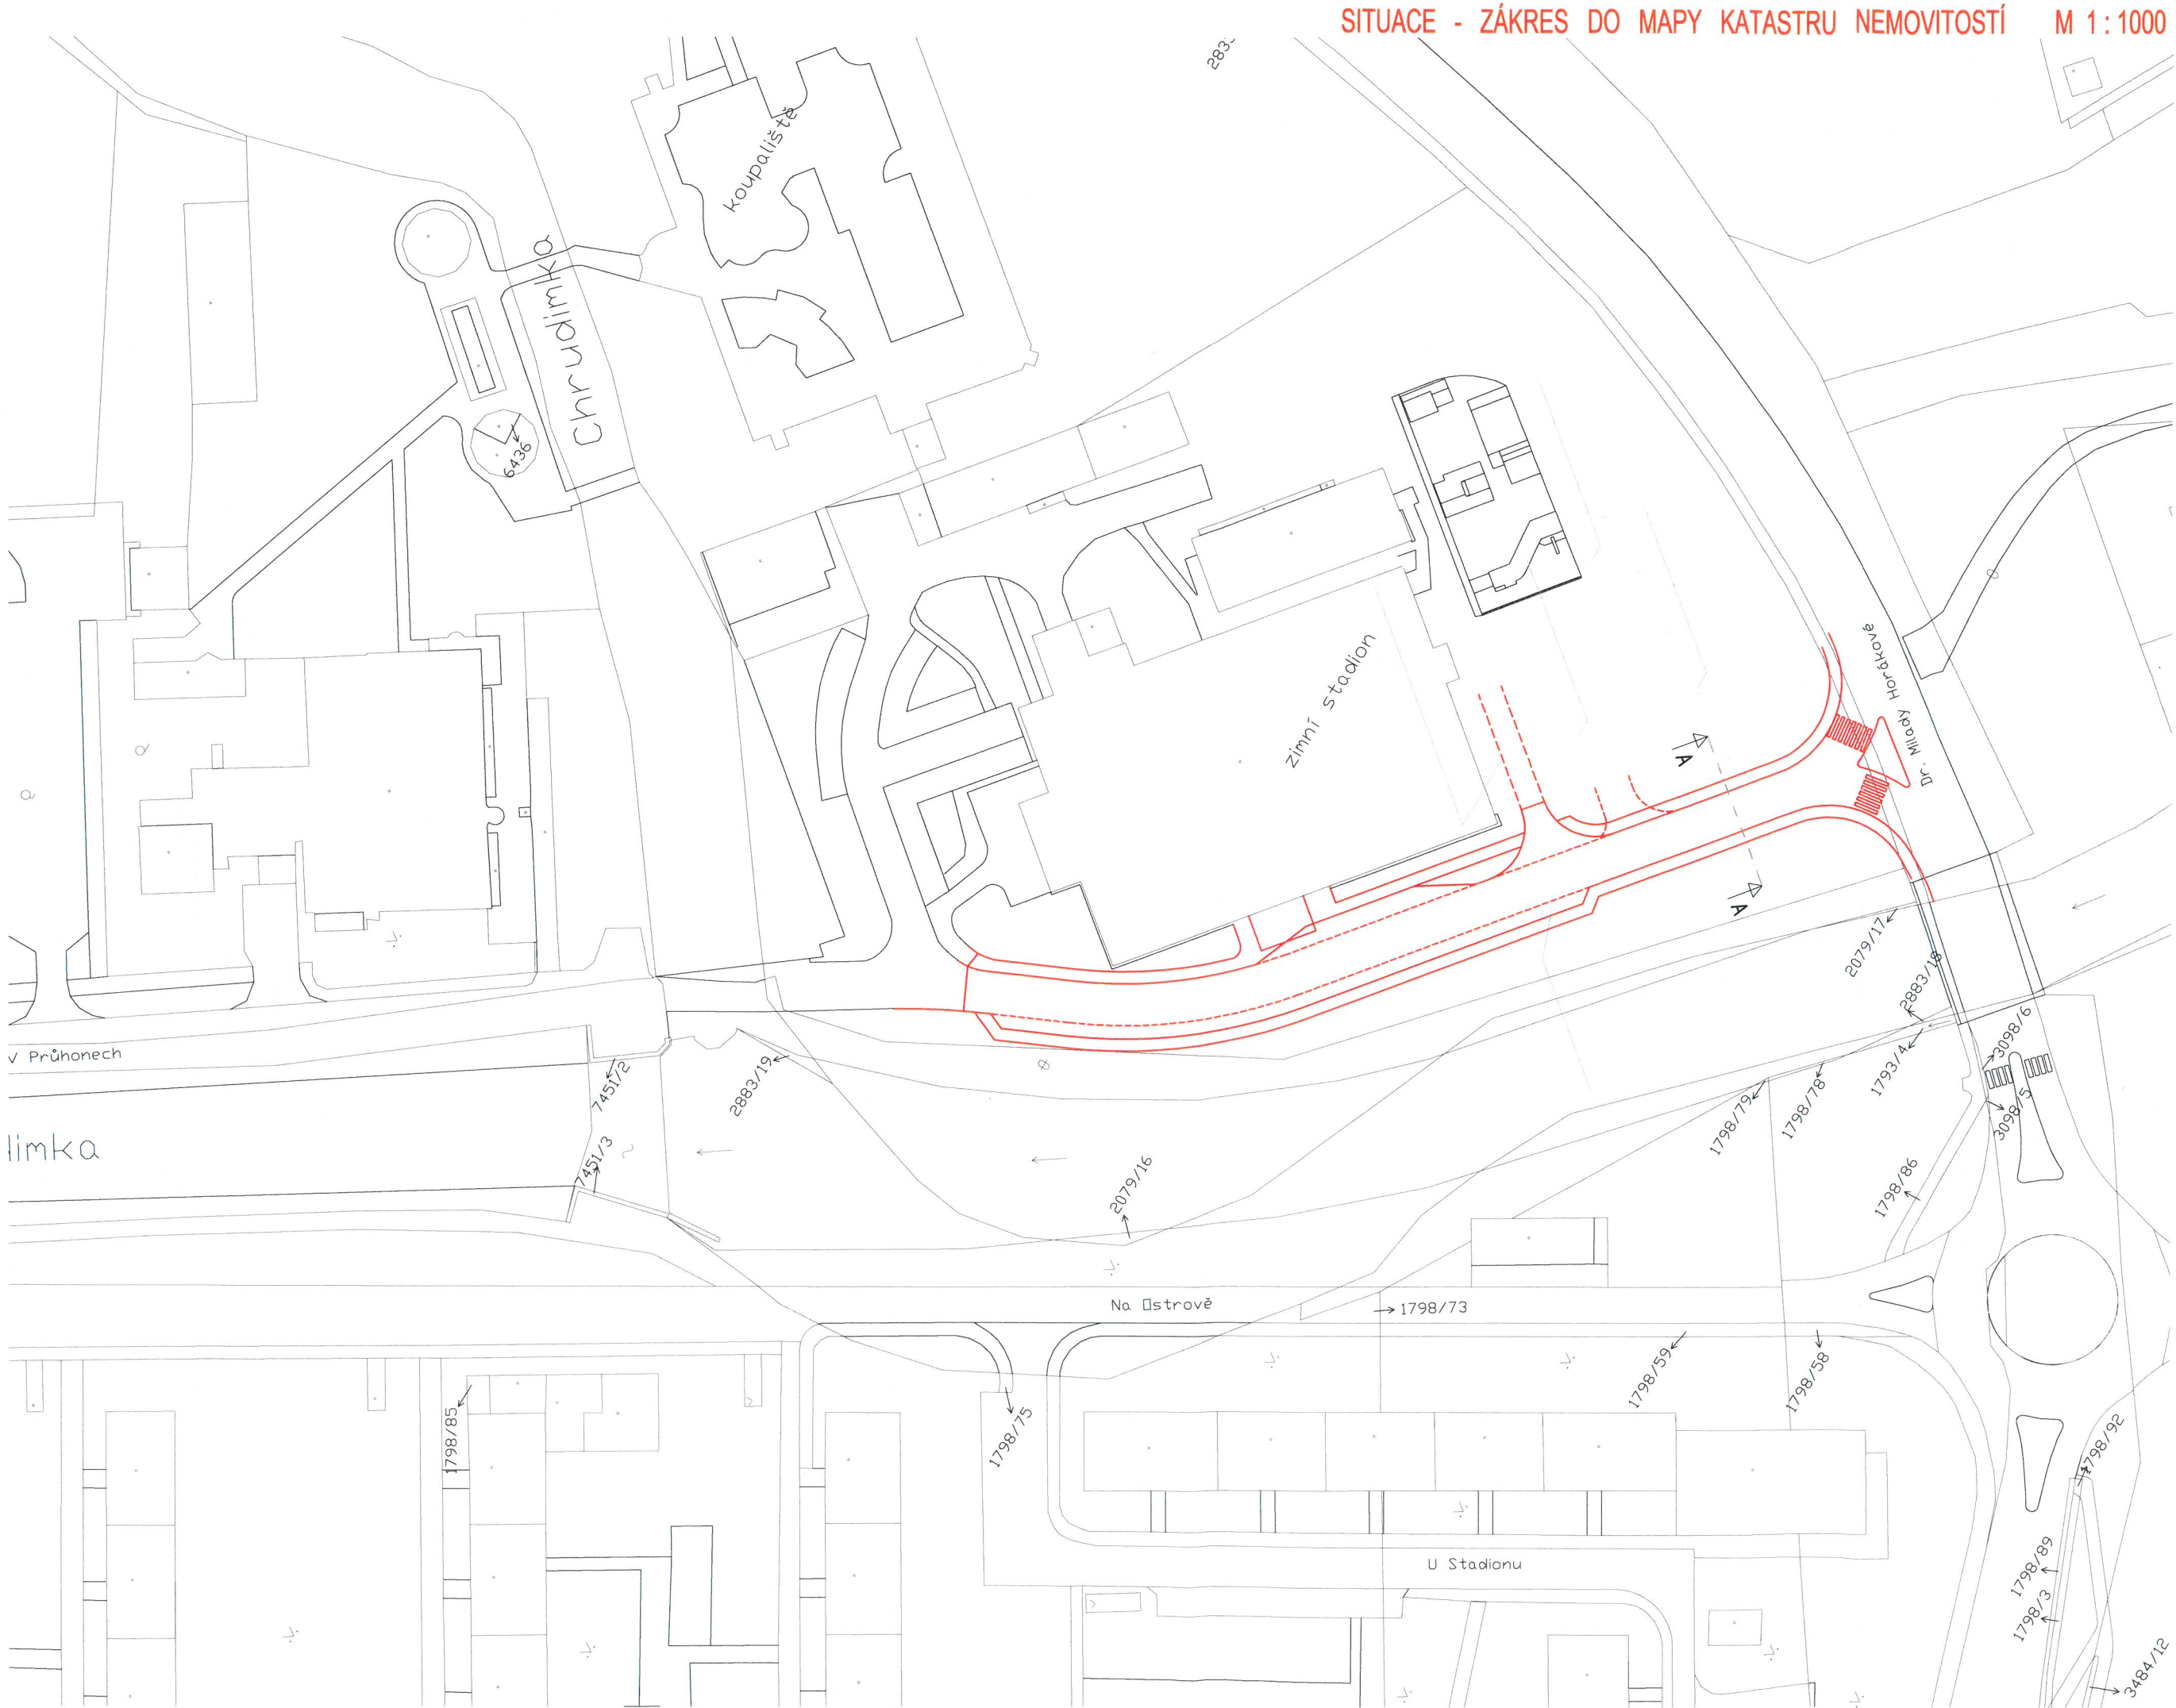 SITUACE - ZÁKRES DO MAPY KATASTRU NEMOVITOSTÍ M 1:1000
koupaliště
Chrudimka
6436
zimní stadion
Dr. Milady Horákové
A
A
2079/17
2883/18
3098/6
V Průhonech
7451/2
2883/19
1793/4
1798/79
1798/78
3098/5
limka
7451/3
2079/16
1798/86
Na Ostrově
1798/73
1798/59
1798/58
1798/85
1798/75
1798/92
U Stadionu
1798/89
1798/3
3484/12